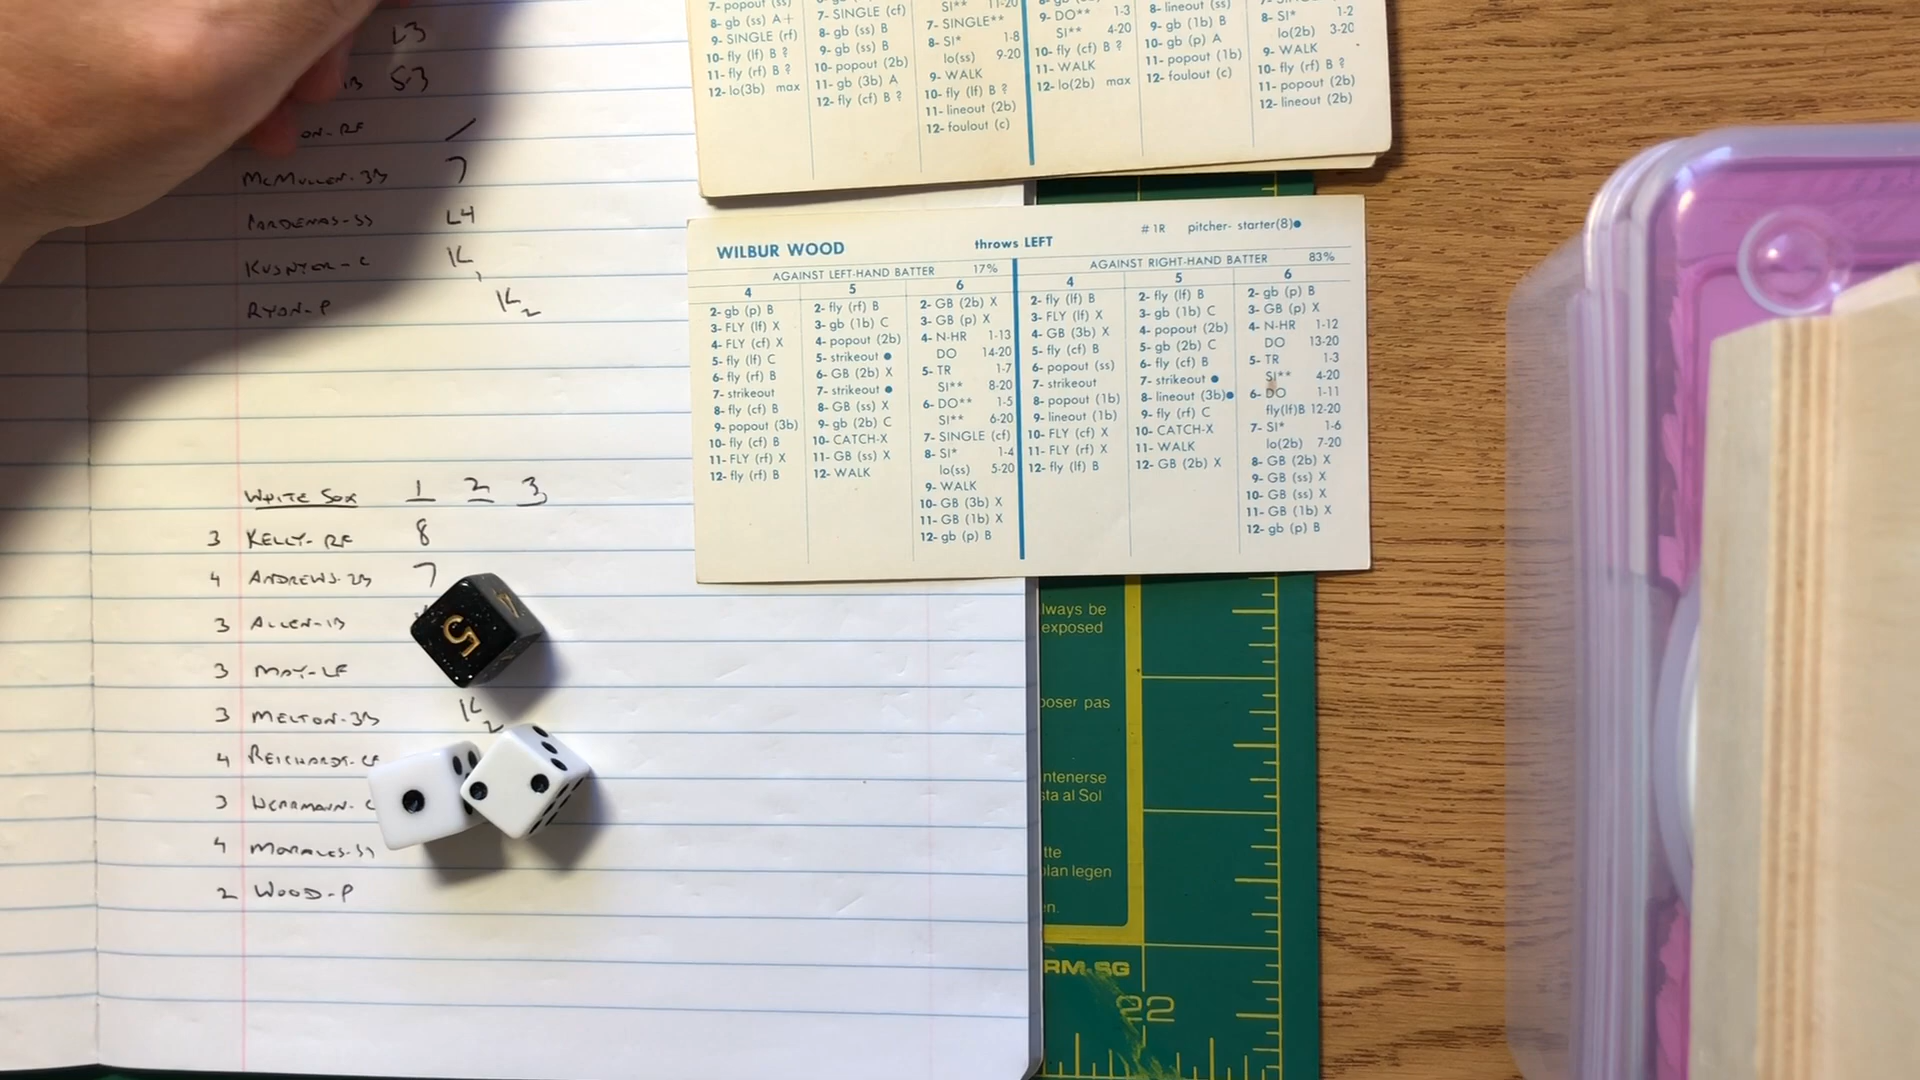 7- popout (ss)
8- gb (ss) A+
9- SINGLE (rf)
10- fly (lf) B ?
11- fly (rf) B ?
12- lo(3b) max
7- SINGLE (cf)
8- gb (ss) B
9- gb (ss) B
10- popout (2b)
11- gb (3b) A
12- fly (cf) B ?
SI** 11-20
7- SINGLE**
8- SI* 1-8
lo(ss) 9-20
9- WALK
10- fly (lf) B ?
11- lineout (2b)
12- foulout (c)
9- DO** 1-3
SI** 4-20
10- fly (cf) B ?
11- WALK
12- lo(2b) max
8- lineout (ss)
9- gb (1b) B
10- gb (p) A
11- popout (1b)
12- foulout (c)
8- SI* 1-2
lo(2b) 3-20
9- WALK
10- fly (rf) B ?
11- popout (2b)
12- lineout (2b)
L3
5-3
ON-RF
McMULLEN-3B 7
CARDENAS-SS L4
KUSNYER-C K
1
RYAN-P K
2
WILBUR WOOD throws LEFT #1R pitcher- starter(8)●
AGAINST LEFT-HAND BATTER 17%
4 5 6
2- gb (p) B
3- FLY (lf) X
4- FLY (cf) X
5- fly (lf) C
6- fly (rf) B
7- strikeout
8- fly (cf) B
9- popout (3b)
10- fly (cf) B
11- FLY (rf) X
12- fly (rf) B
2- fly (rf) B
3- gb (1b) C
4- popout (2b)
5- strikeout ●
6- GB (2b) X
7- strikeout ●
8- GB (ss) X
9- gb (2b) C
10- CATCH-X
11- GB (ss) X
12- WALK
2- GB (2b) X
3- GB (p) X
4- N-HR 1-13
DO 14-20
5- TR 1-7
SI** 8-20
6- DO** 1-5
SI** 6-20
7- SINGLE (cf)
8- SI* 1-4
lo(ss) 5-20
9- WALK
10- GB (3b) X
11- GB (1b) X
12- gb (p) B
AGAINST RIGHT-HAND BATTER 83%
4 5 6
2- fly (lf) B
3- FLY (lf) X
4- GB (3b) X
5- fly (cf) B
6- popout (ss)
7- strikeout
8- popout (1b)
9- lineout (1b)
10- FLY (cf) X
11- FLY (rf) X
12- fly (lf) B
2- fly (lf) B
3- gb (1b) C
4- popout (2b)
5- gb (2b) C
6- fly (cf) B
7- strikeout ●
8- lineout (3b)●
9- fly (rf) C
10- CATCH-X
11- WALK
12- GB (2b) X
2- gb (p) B
3- GB (p) X
4- N-HR 1-12
DO 13-20
5- TR 1-3
SI** 4-20
6- DO 1-11
fly(lf)B 12-20
7- SI* 1-6
lo(2b) 7-20
8- GB (2b) X
9- GB (ss) X
10- GB (ss) X
11- GB (1b) X
12- gb (p) B
WHITE SOX 1 2 3
3 KELLY-RF 8
4 ANDREWS-2B 7
3 ALLEN-1B
3 MAY-LF
3 MELTON-3B K
2
4 REICHARDT-CF
3 HERRMANN-C
4 MORALES-SS
2 WOOD-P
5
lways be
exposed
poser pas
ntenerse
sta al Sol
tte
plan legen
en.
RM SG
22